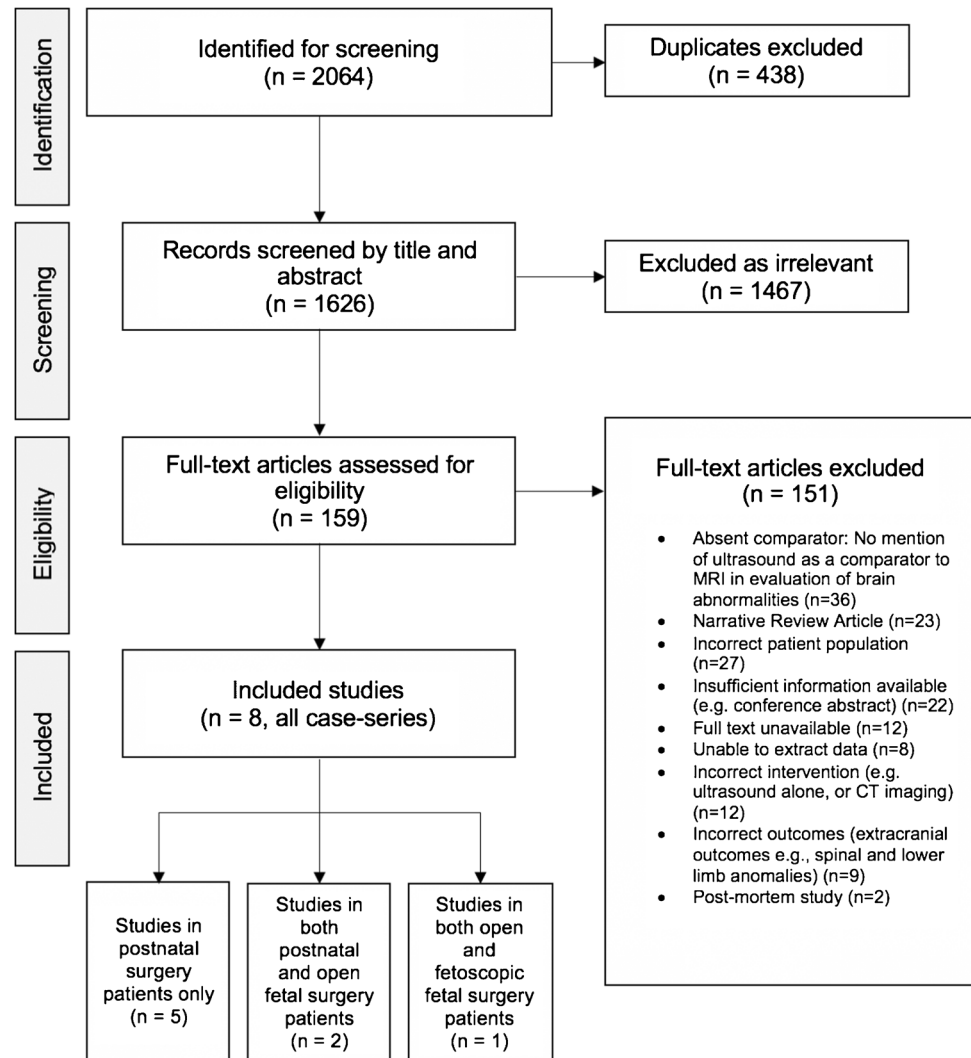 Identification
Identified for screening
(n = 2064)
Duplicates excluded
(n = 438)
Screening
Records screened by title and
abstract
(n = 1626)
Excluded as irrelevant
(n = 1467)
Eligibility
Full-text articles assessed for
eligibility
(n = 159)
Full-text articles excluded
(n = 151)
• Absent comparator: No mention
of ultrasound as a comparator to
MRI in evaluation of brain
abnormalities (n=36)
• Narrative Review Article (n=23)
• Incorrect patient population
(n=27)
• Insufficient information available
(e.g. conference abstract) (n=22)
• Full text unavailable (n=12)
• Unable to extract data (n=8)
• Incorrect intervention (e.g.
ultrasound alone, or CT imaging)
(n=12)
• Incorrect outcomes (extracranial
outcomes e.g., spinal and lower
limb anomalies) (n=9)
• Post-mortem study (n=2)
Included
Included studies
(n = 8, all case-series)
Studies in
postnatal
surgery
patients only
(n = 5)
Studies in
both
postnatal
and open
fetal surgery
patients
(n = 2)
Studies in
both open
and
fetoscopic
fetal surgery
patients
(n = 1)